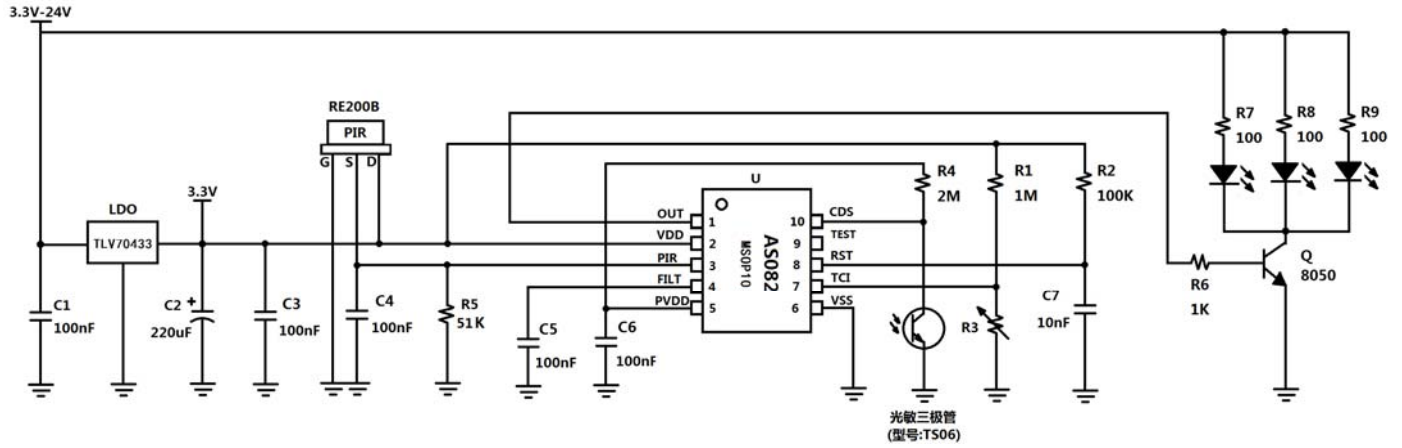 3.3V-24V
RE200B
PIR
G S D
LDO
TLV70433
3.3V
C1
100nF
C2
+
220uF
C3
100nF
C4
100nF
R5
51K
C5
100nF
C6
100nF
U
AS082
MSOP10
OUT 1
VDD 2
PIR 3
FILT 4
PVDD 5
10 CDS
9 TEST
8 RST
7 TCI
6 VSS
R4
2M
R1
1M
R2
100K
R3
C7
10nF
光敏三极管
(型号:TS06)
R6
1K
R7
100
R8
100
R9
100
Q
8050